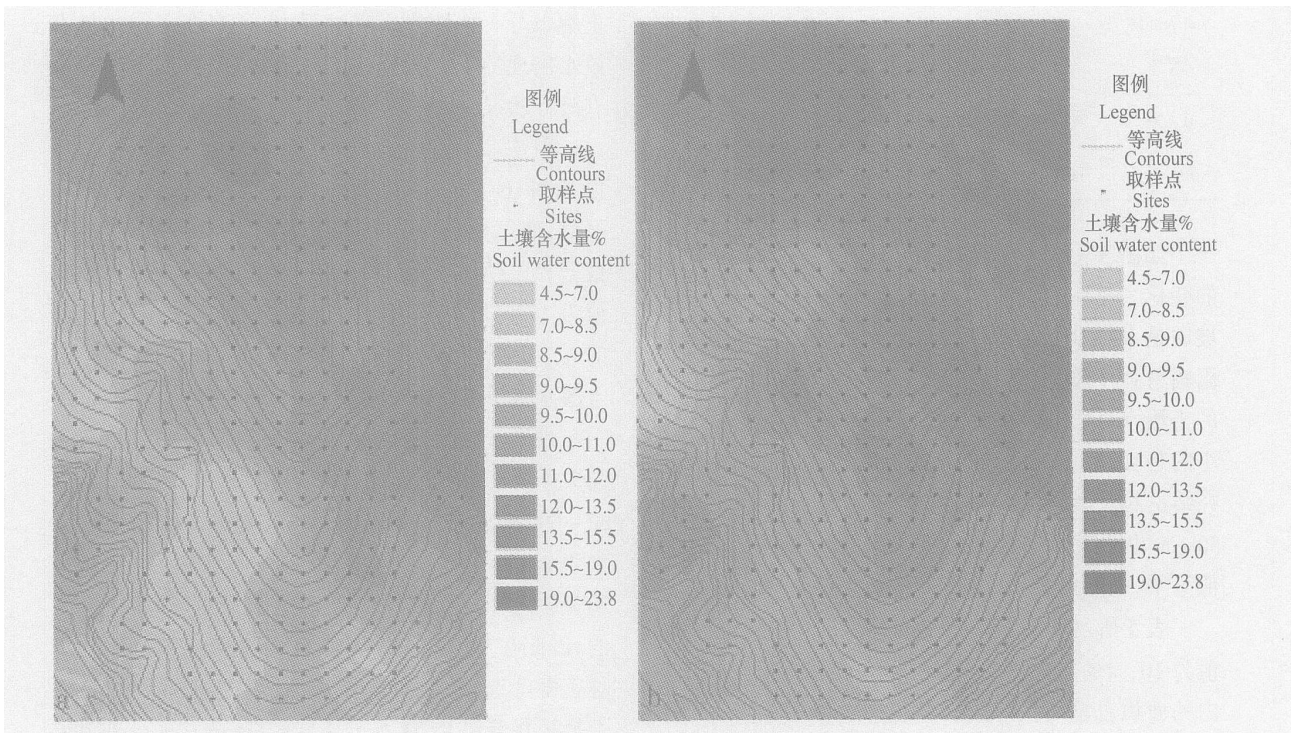 N
图例
Legend
等高线
Contours
取样点
Sites
土壤含水量%
Soil water content
4.5~7.0
7.0~8.5
8.5~9.0
9.0~9.5
9.5~10.0
10.0~11.0
11.0~12.0
12.0~13.5
13.5~15.5
15.5~19.0
19.0~23.8
a
N
图例
Legend
等高线
Contours
取样点
Sites
土壤含水量%
Soil water content
4.5~7.0
7.0~8.5
8.5~9.0
9.0~9.5
9.5~10.0
10.0~11.0
11.0~12.0
12.0~13.5
13.5~15.5
15.5~19.0
19.0~23.8
b